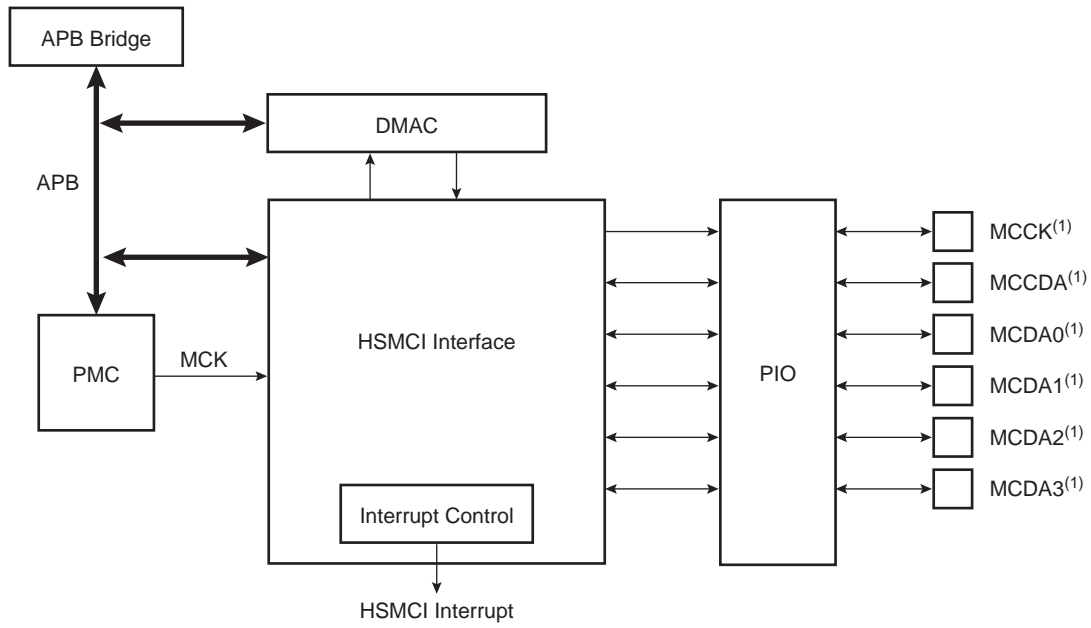 APB Bridge
DMAC
APB
MCCK(1)
MCCDA(1)
HSMCI Interface
MCDA0(1)
MCK
PMC
PIO
MCDA1(1)
MCDA2(1)
MCDA3(1)
Interrupt Control
HSMCI Interrupt